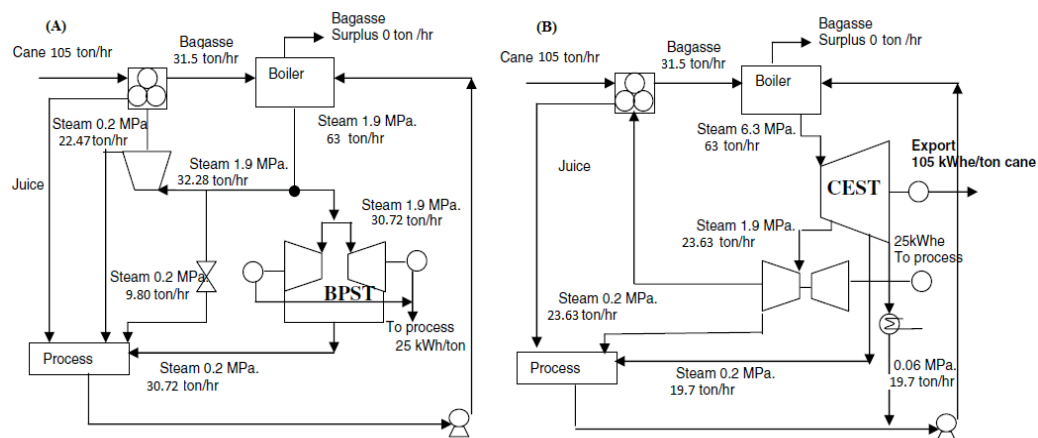 (A)
Bagasse
Surplus 0 ton /hr
Bagasse
31.5 ton/hr
Cane 105 ton/hr
Boiler
Steam 0.2 MPa
22.47 ton/hr
Steam 1.9 MPa.
63 ton/hr
Juice
Steam 1.9 MPa.
32.28 ton/hr
Steam 1.9 MPa.
30.72 ton/hr
Steam 0.2 MPa.
9.80 ton/hr
BPST
To process
25 kWh/ton
Process
Steam 0.2 MPa.
30.72 ton/hr
(B)
Bagasse
Surplus 0 ton /hr
Bagasse
31.5 ton/hr
Cane 105 ton/hr
Boiler
Steam 6.3 MPa.
63 ton/hr
Export
105 kWhe/ton cane
Juice
CEST
Steam 1.9 MPa.
23.63 ton/hr
25kWhe
To process
Steam 0.2 MPa.
23.63 ton/hr
Process
Steam 0.2 MPa.
19.7 ton/hr
0.06 MPa.
19.7 ton/hr